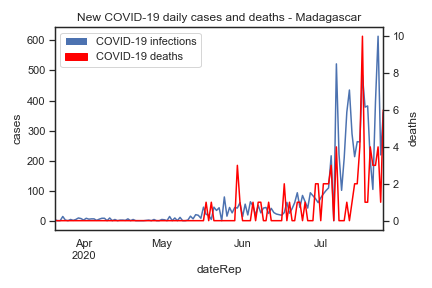 New COVID-19 daily cases and deaths - Madagascar
COVID-19 infections
COVID-19 deaths
600
500
400
300
200
100
0
cases
10
8
6
4
2
0
deaths
Apr
2020
May
Jun
Jul
dateRep